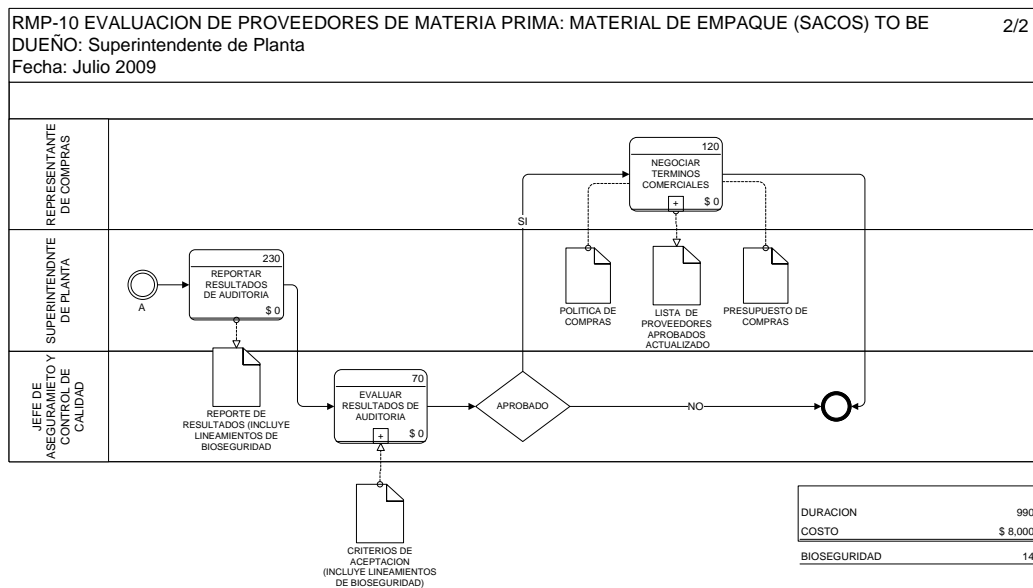 RMP-10 EVALUACION DE PROVEEDORES DE MATERIA PRIMA: MATERIAL DE EMPAQUE (SACOS) TO BE
2/2
DUEÑO: Superintendente de Planta
Fecha: Julio 2009
REPRESENTANTE
DE COMPRAS
120
NEGOCIAR
TERMINOS
COMERCIALES
+
$ 0
SI
SUPERINTENDNTE
DE PLANTA
A
230
REPORTAR
RESULTADOS
DE AUDITORIA
$ 0
POLITICA DE
COMPRAS
LISTA DE
PROVEEDORES
APROBADOS
ACTUALIZADO
PRESUPUESTO DE
COMPRAS
JEFE DE
ASEGURAMIETO Y
CONTROL DE
CALIDAD
REPORTE DE
RESULTADOS (INCLUYE
LINEAMIENTOS DE
BIOSEGURIDAD
70
EVALUAR
RESULTADOS DE
AUDITORIA
+
$ 0
APROBADO
NO
CRITERIOS DE
ACEPTACION
(INCLUYE LINEAMIENTOS
DE BIOSEGURIDAD)
DURACION 990
COSTO $ 8,000
BIOSEGURIDAD 14